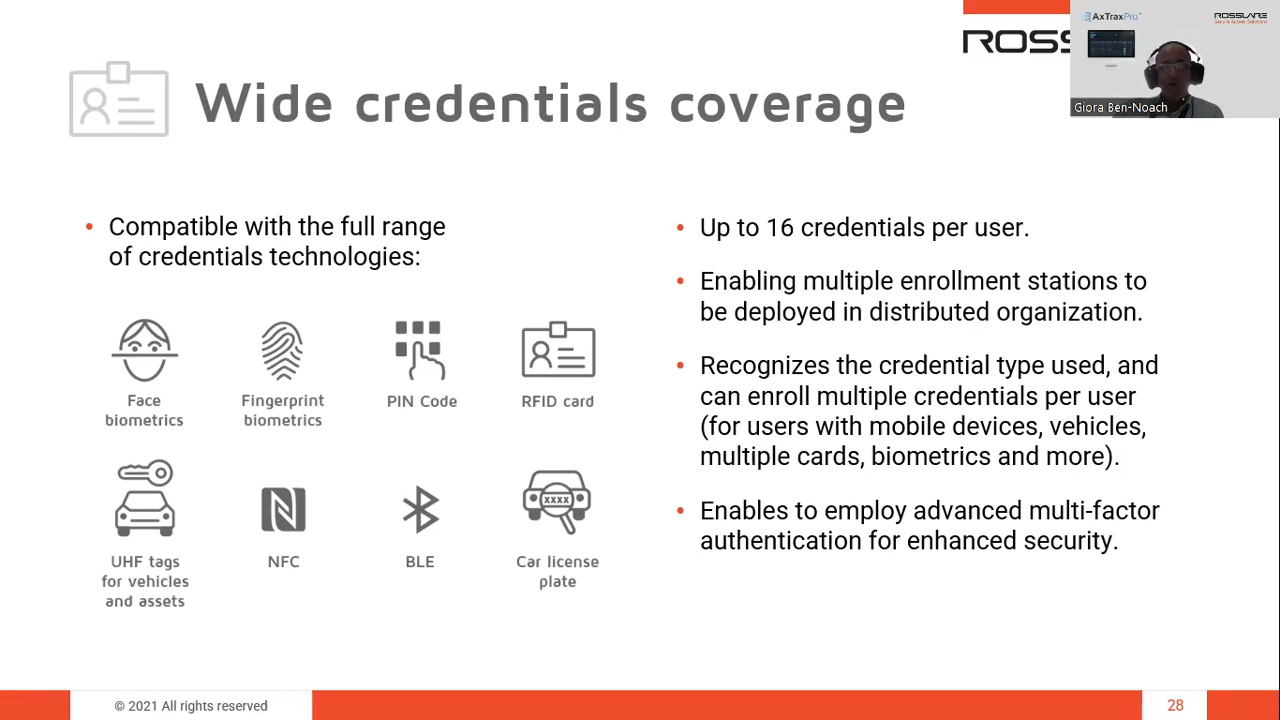 ROSS
AxTraxPro™
ROSSLARE
Giora Ben-Noach
Wide credentials coverage
• Compatible with the full range
of credentials technologies:
Face
biometrics
Fingerprint
biometrics
PIN Code
RFID card
UHF tags
for vehicles
and assets
NFC
BLE
XXXX
Car license
plate
• Up to 16 credentials per user.
• Enabling multiple enrollment stations to
be deployed in distributed organization.
• Recognizes the credential type used, and
can enroll multiple credentials per user
(for users with mobile devices, vehicles,
multiple cards, biometrics and more).
• Enables to employ advanced multi-factor
authentication for enhanced security.
© 2021 All rights reserved
28